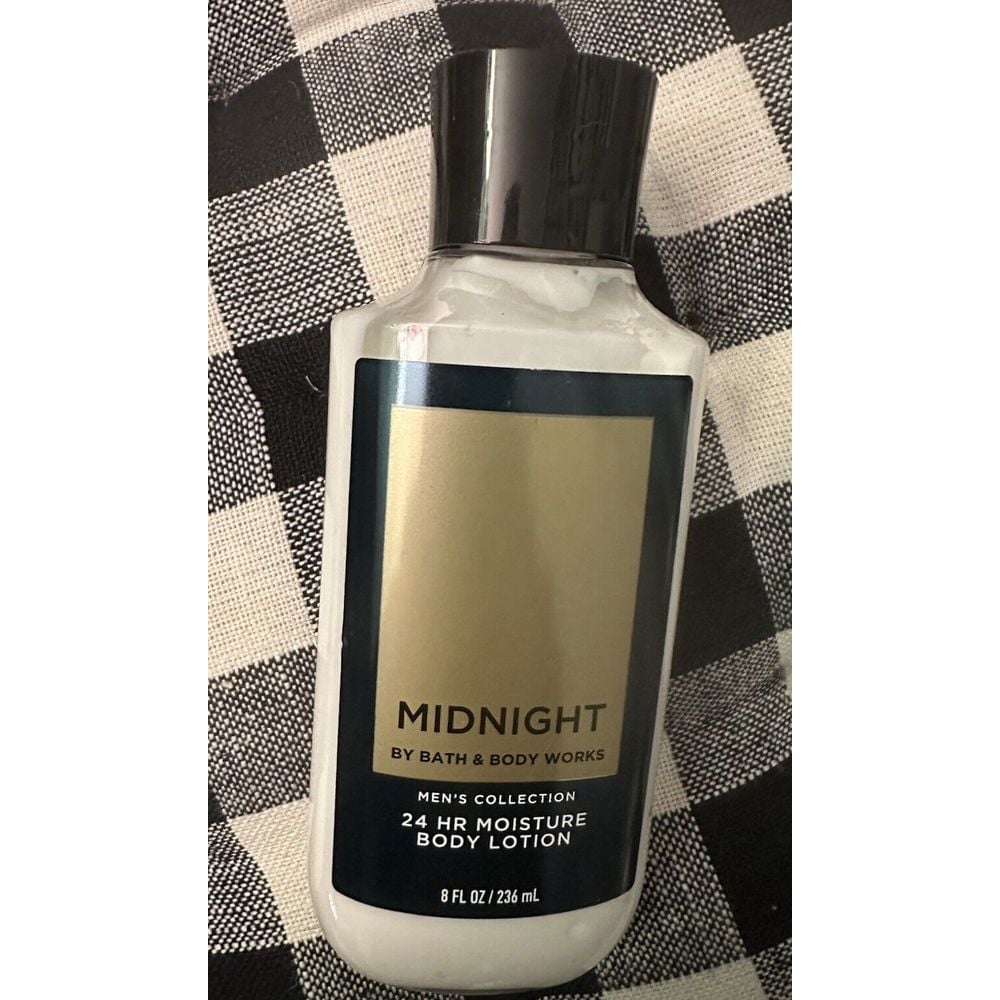 MIDNIGHT
BY BATH & BODY WORKS
MEN'S COLLECTION
24 HR MOISTURE
BODY LOTION
8 FL OZ / 236 mL